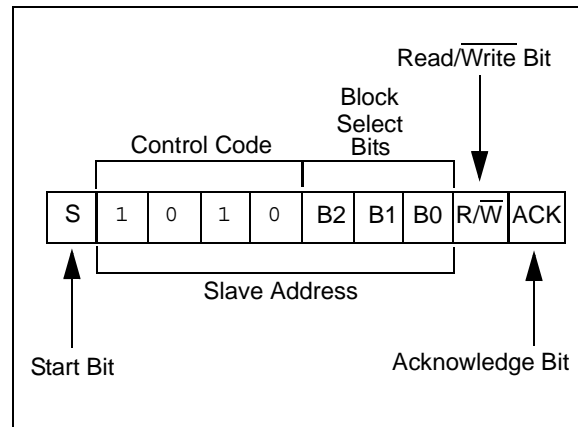 Read/Write Bit
Block
Select
Bits
Control Code
S 1 0 1 0 B2 B1 B0 R/W ACK
Slave Address
Start Bit
Acknowledge Bit